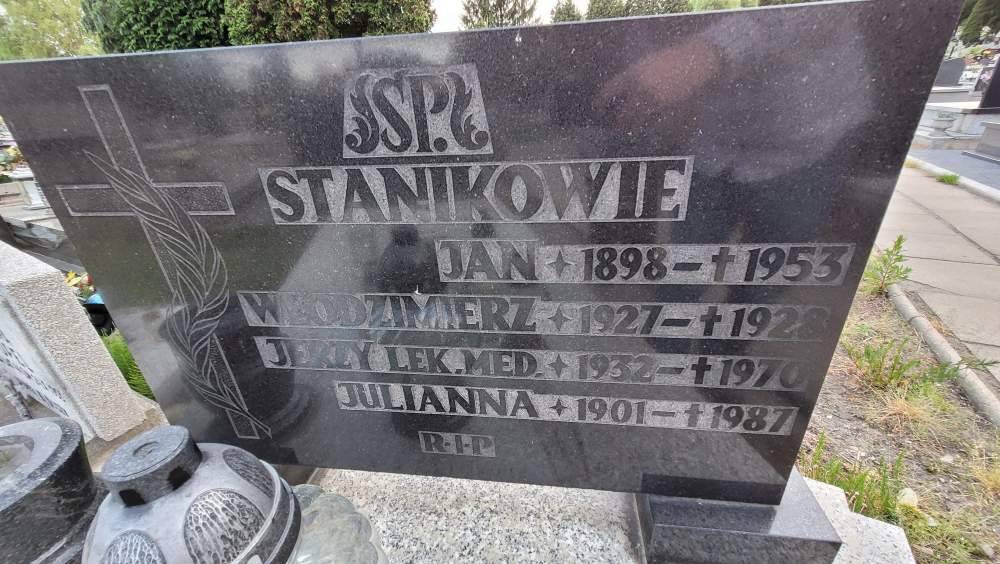 ŚP.
STANIKOWIE
JAN ✦ 1898 – † 1953
WŁODZIMIERZ ✦ 1927 – † 1928
JERZY LEK. MED. ✦ 1932 – † 1970
JULIANNA ✦ 1901 – † 1987
R·I·P